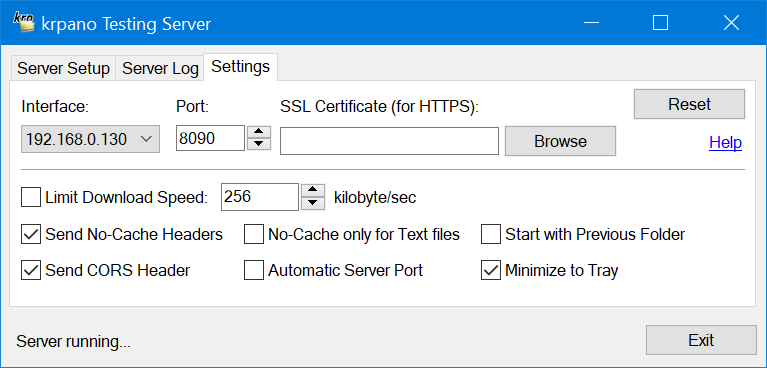 krpano Testing Server
Server Setup Server Log Settings
Interface: Port: SSL Certificate (for HTTPS): Reset
192.168.0.130 8090 Browse Help
Limit Download Speed: 256 kilobyte/sec
Send No-Cache Headers No-Cache only for Text files Start with Previous Folder
Send CORS Header Automatic Server Port Minimize to Tray
Server running... Exit